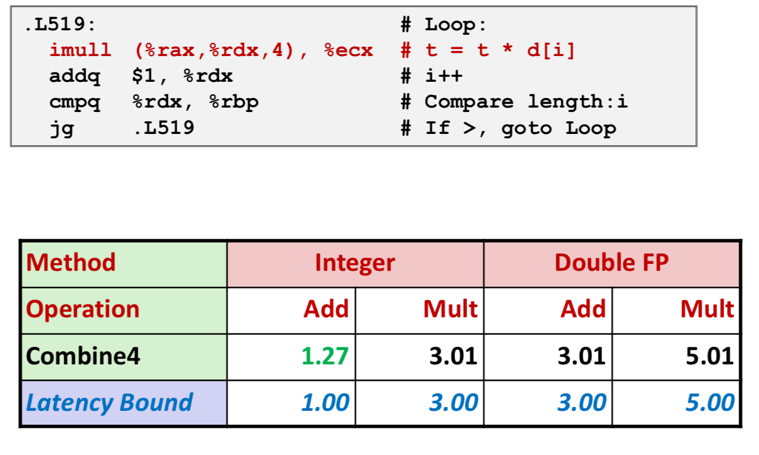 .L519: # Loop:
imull (%rax,%rdx,4), %ecx # t = t * d[i]
addq $1, %rdx # i++
cmpq %rdx, %rbp # Compare length:i
jg .L519 # If >, goto Loop
Method Integer Double FP
Operation Add Mult Add Mult
Combine4 1.27 3.01 3.01 5.01
Latency Bound 1.00 3.00 3.00 5.00